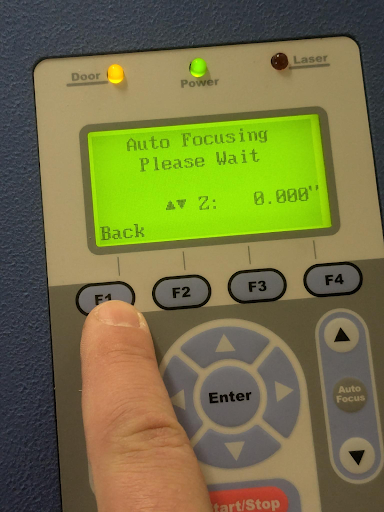 Door
Power
Laser
Auto Focusing
Please Wait
▲▼ Z: 0.000"
Back
F1 F2 F3 F4
Enter
Auto
Focus
Start/Stop